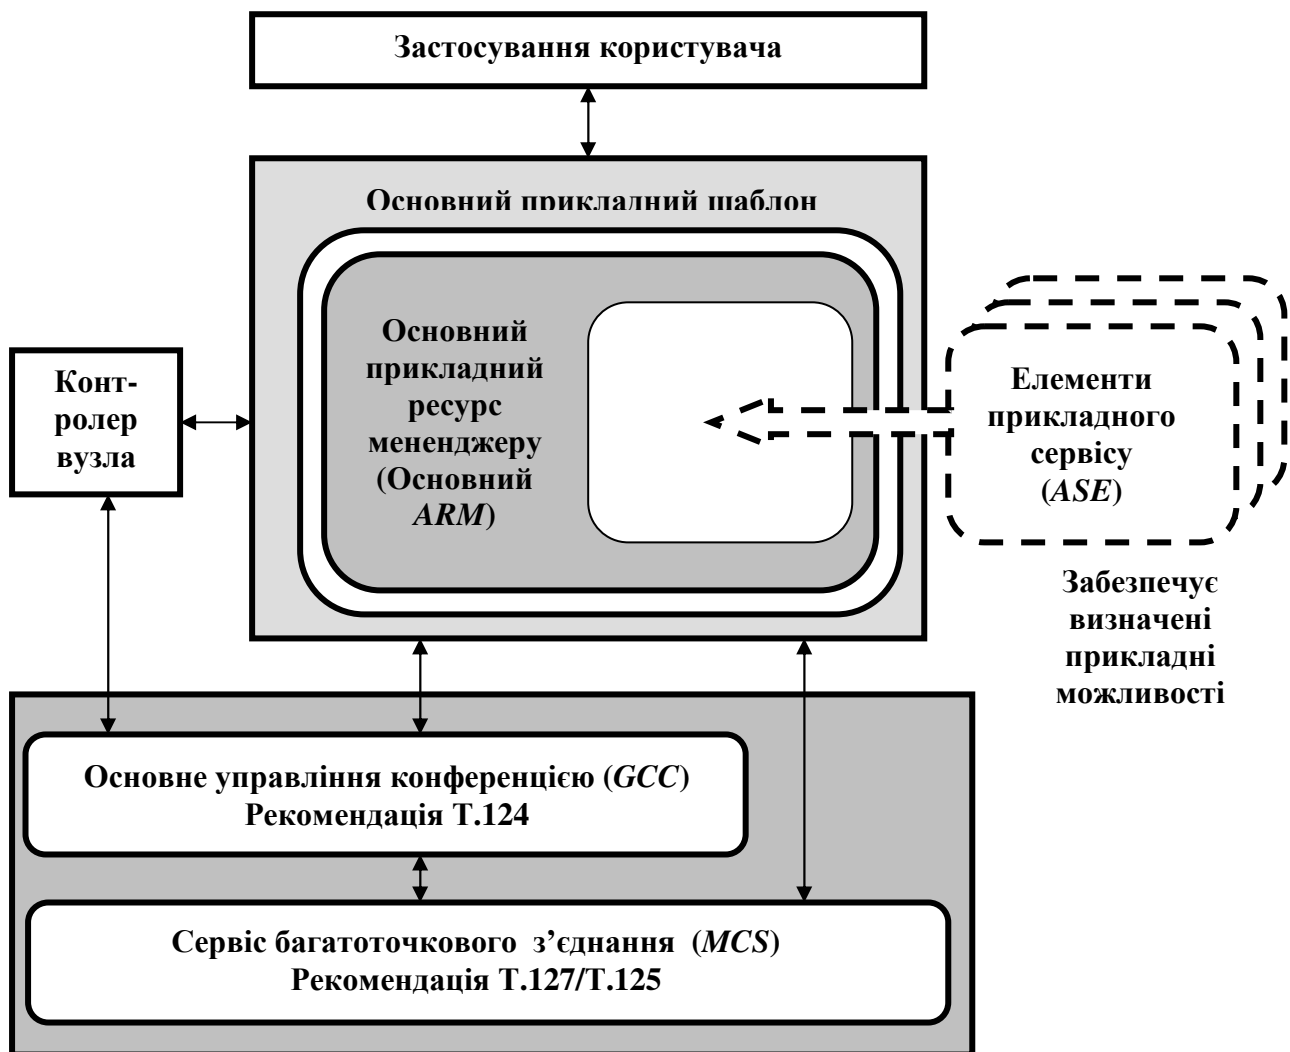 Застосування користувача
Основний прикладний шаблон
Основний
прикладний
ресурс
мененджеру
(Основний
ARM)
Конт-
ролер
вузла
Елементи
прикладного
сервісу
(ASE)
Забезпечує
визначені
прикладні
можливості
Основне управління конференцією (GCC)
Рекомендація Т.124
Сервіс багатоточкового з’єднання (MCS)
Рекомендація Т.127/Т.125